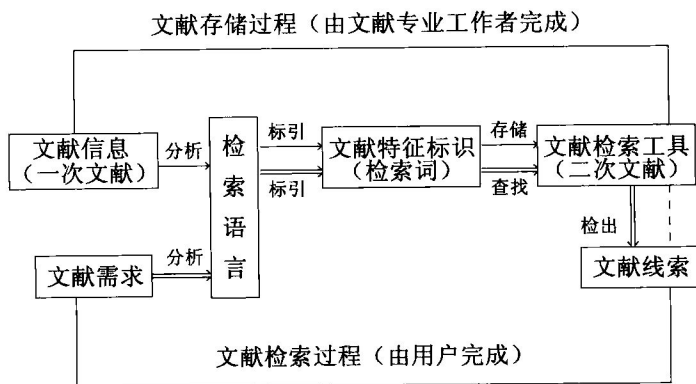 文献存储过程（由文献专业工作者完成）
文献信息
（一次文献）
分析
检索语言
标引
标引
文献特征标识
（检索词）
存储
查找
文献检索工具
（二次文献）
检出
文献需求
分析
文献线索
文献检索过程（由用户完成）